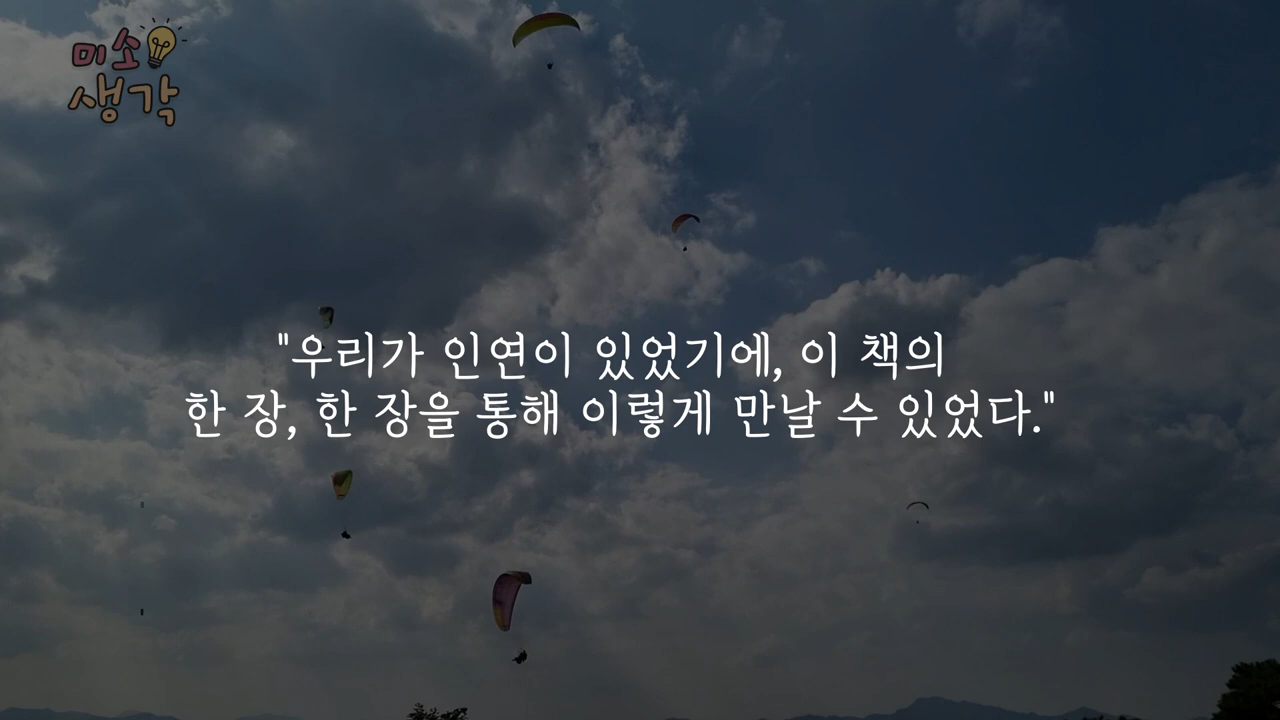 미소
생각
"우리가 인연이 있었기에, 이 책의
한 장, 한 장을 통해 이렇게 만날 수 있었다."